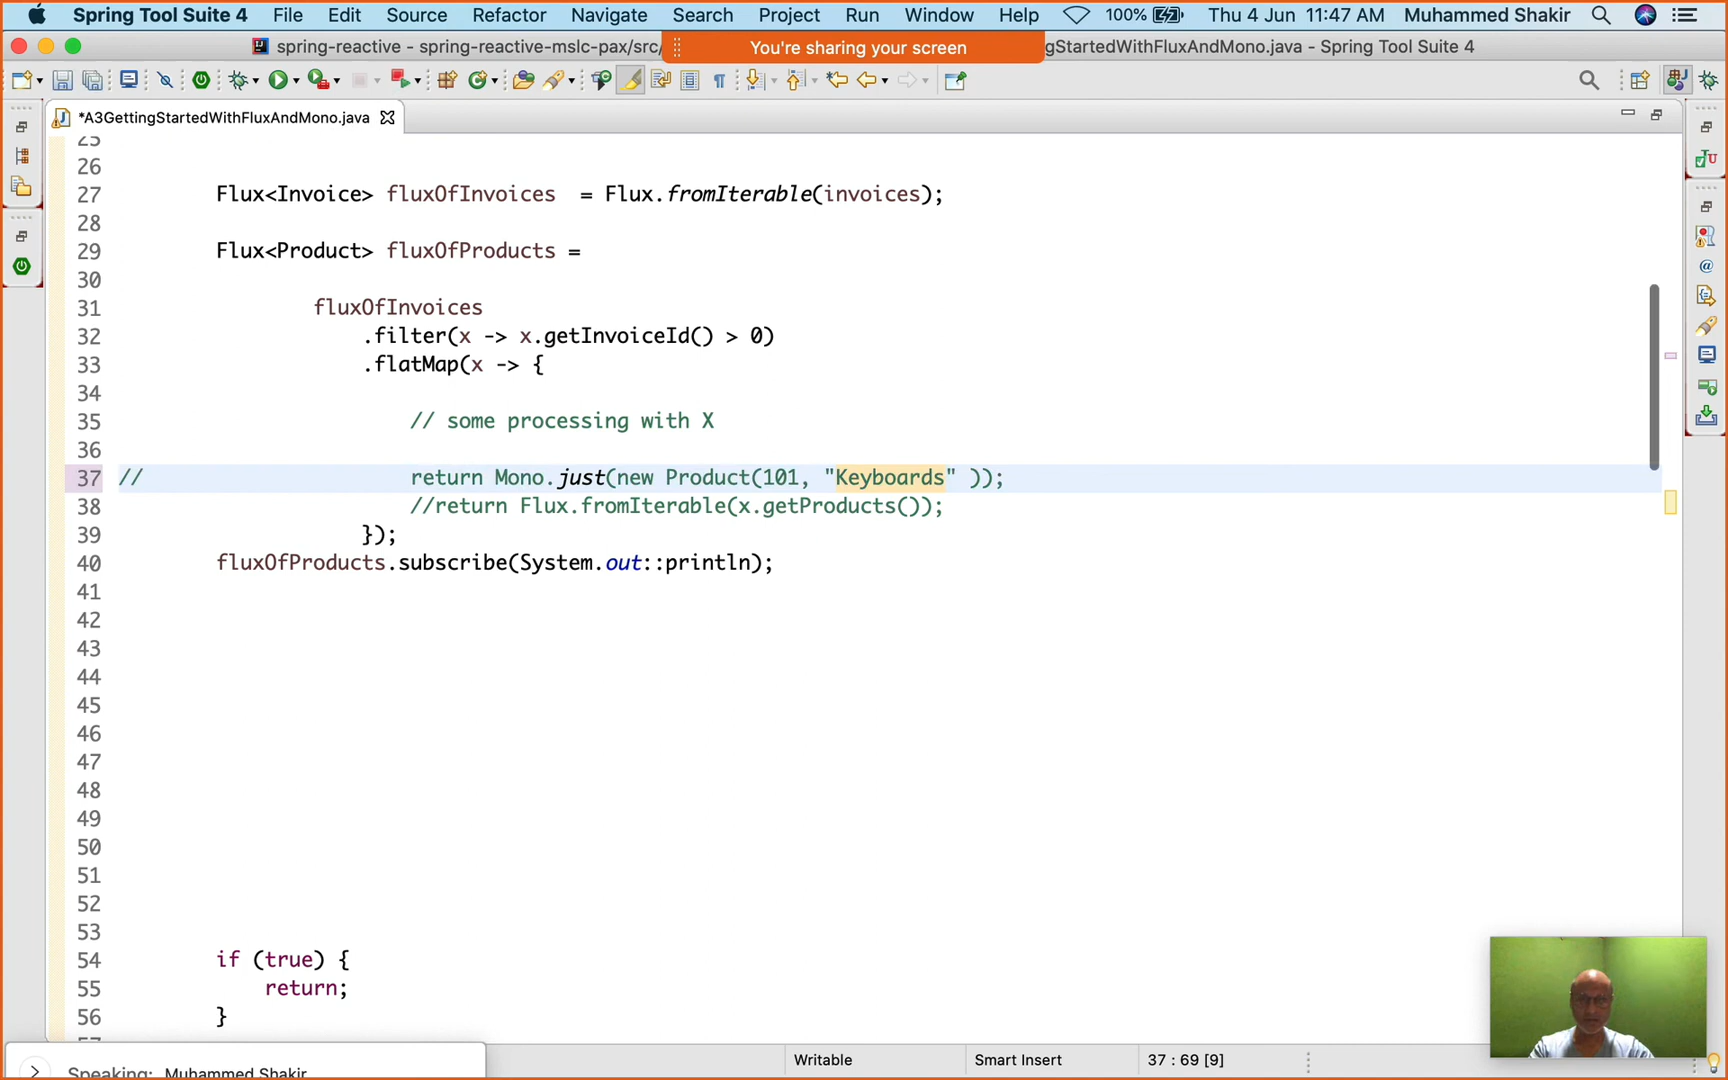 Spring Tool Suite 4 File Edit Source Refactor Navigate Search Project Run Window Help 100% Thu 4 Jun 11:47 AM Muhammed Shakir
spring-reactive - spring-reactive-mslc-pax/src/ You're sharing your screen gStartedWithFluxAndMono.java - Spring Tool Suite 4
*A3GettingStartedWithFluxAndMono.java
25
26
27 Flux<Invoice> fluxOfInvoices = Flux.fromIterable(invoices);
28
29 Flux<Product> fluxOfProducts =
30
31 fluxOfInvoices
32 .filter(x -> x.getInvoiceId() > 0)
33 .flatMap(x -> {
34
35 // some processing with X
36
37 // return Mono.just(new Product(101, "Keyboards" ));
38 //return Flux.fromIterable(x.getProducts());
39 });
40 fluxOfProducts.subscribe(System.out::println);
41
42
43
44
45
46
47
48
49
50
51
52
53
54 if (true) {
55 return;
56 }
Speaking: Muhammed Shakir
Writable Smart Insert 37 : 69 [9]